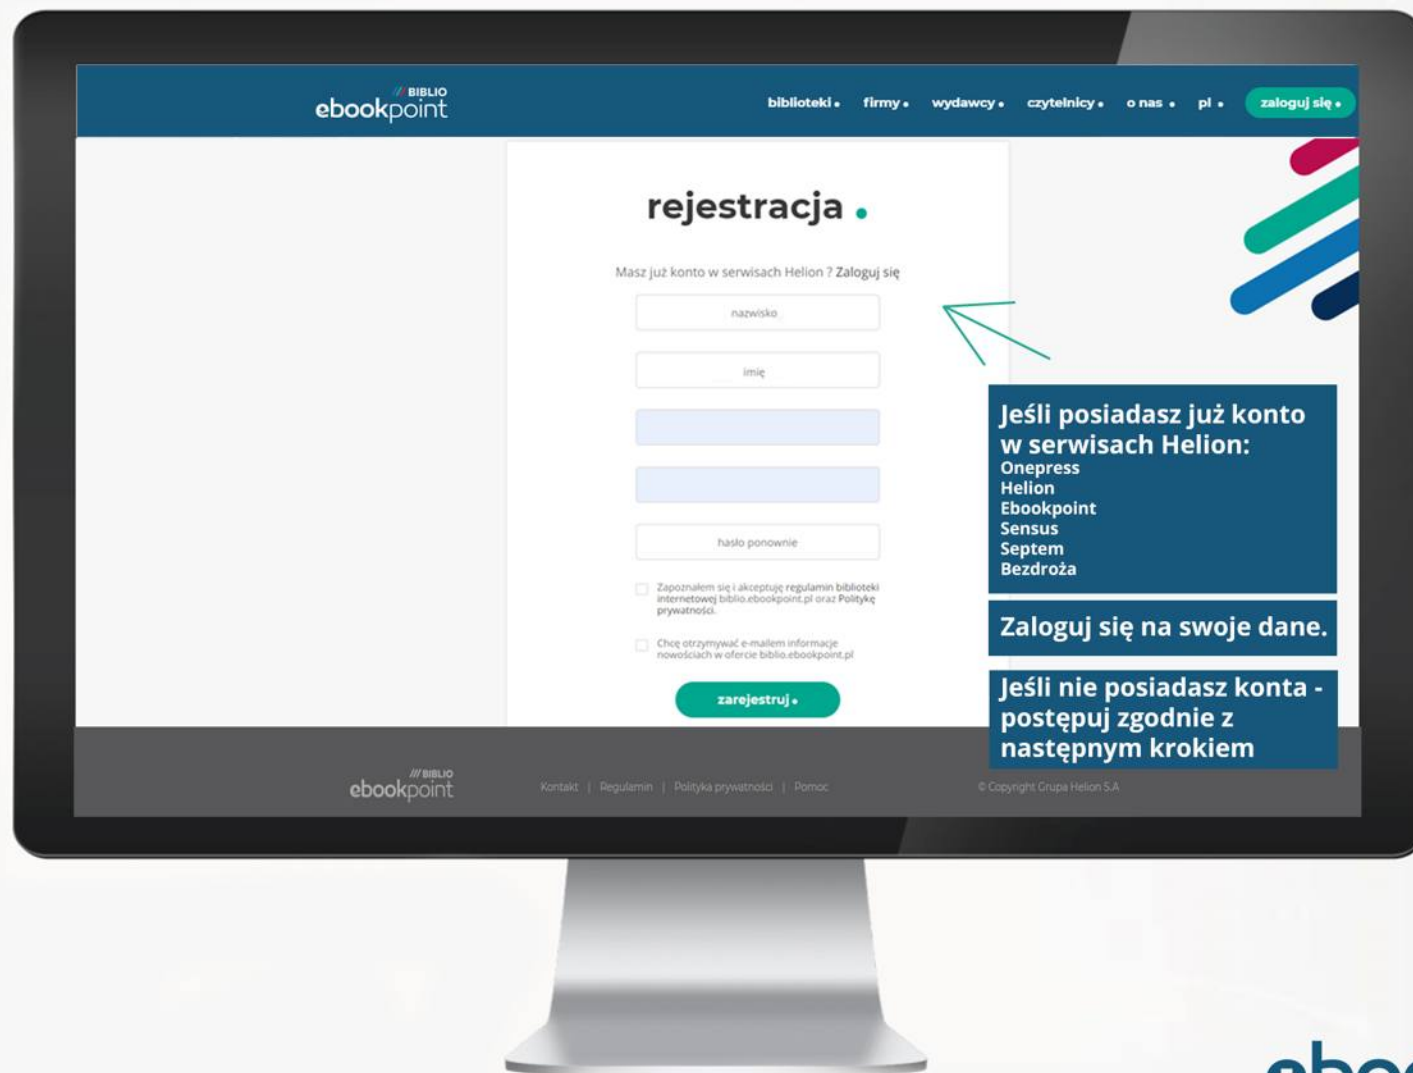 /// BIBLIO
ebookpoint
biblioteki • firmy • wydawcy • czytelnicy • o nas • pl • zaloguj się •
rejestracja .
Masz już konto w serwisach Helion ? Zaloguj się
nazwisko
imię
hasło ponownie
Zapoznałem się i akceptuję regulamin biblioteki
internetowej biblio.ebookpoint.pl oraz Politykę
prywatności.
Chcę otrzymywać e-mailem informacje
nowościach w ofercie biblio.ebookpoint.pl
zarejestruj •
Jeśli posiadasz już konto
w serwisach Helion:
Onepress
Helion
Ebookpoint
Sensus
Septem
Bezdroża
Zaloguj się na swoje dane.
Jeśli nie posiadasz konta -
postępuj zgodnie z
następnym krokiem
/// BIBLIO
ebookpoint
Kontakt | Regulamin | Polityka prywatności | Pomoc
© Copyright Grupa Helion S.A